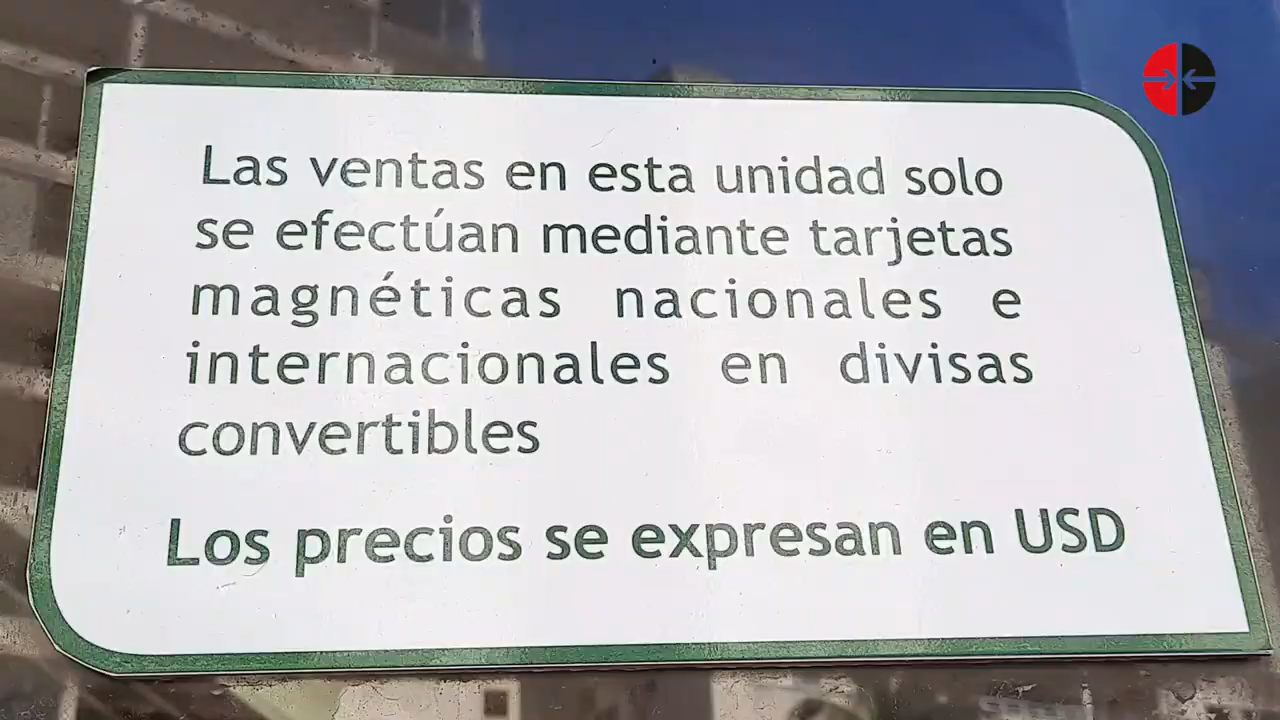 Las ventas en esta unidad solo
se efectúan mediante tarjetas
magnéticas nacionales e
internacionales en divisas
convertibles
Los precios se expresan en USD